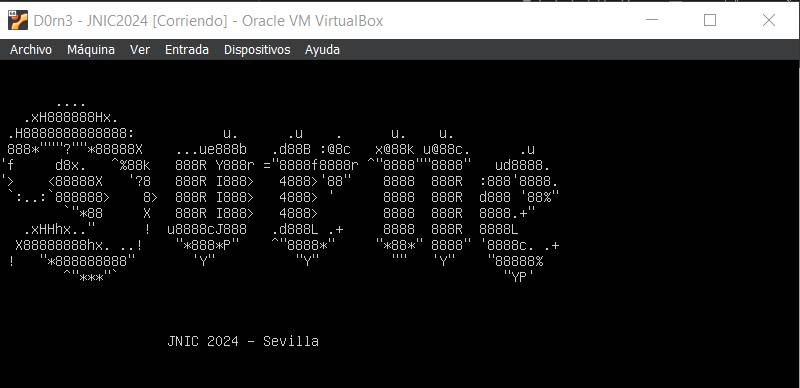 D0rn3 - JNIC2024 [Corriendo] - Oracle VM VirtualBox
Archivo Máquina Ver Entrada Dispositivos Ayuda
       ....
   .xH888888Hx.
 .H8888888888888:           u.      .u    .      u.    u.
 888*"""?""*88888X    ...ue888b   .d88B :@8c   x@88k u@88c.      .u
'f     d8x.   ^%88k   888R Y888r ="8888f8888r ^"8888""8888"   ud8888.
'>    <88888X   '?8   888R I888>   4888>'88"    8888  888R  :888'8888.
 `:..:`888888>    8>  888R I888>   4888> '      8888  888R  d888 '88%"
        `"*88     X   888R I888>   4888>        8888  888R  8888.+"
   .xHHhx.."      !  u8888cJ888   .d888L .+     8888  888R  8888L
  X88888888hx. ..!    "*888*P"    ^"8888*"     "*88*" 8888" '8888c. .+
 !   "*888888888"       'Y"          "Y"         ""   'Y"    "88888%
        ^"***"`                                                "YP'
JNIC 2024 - Sevilla